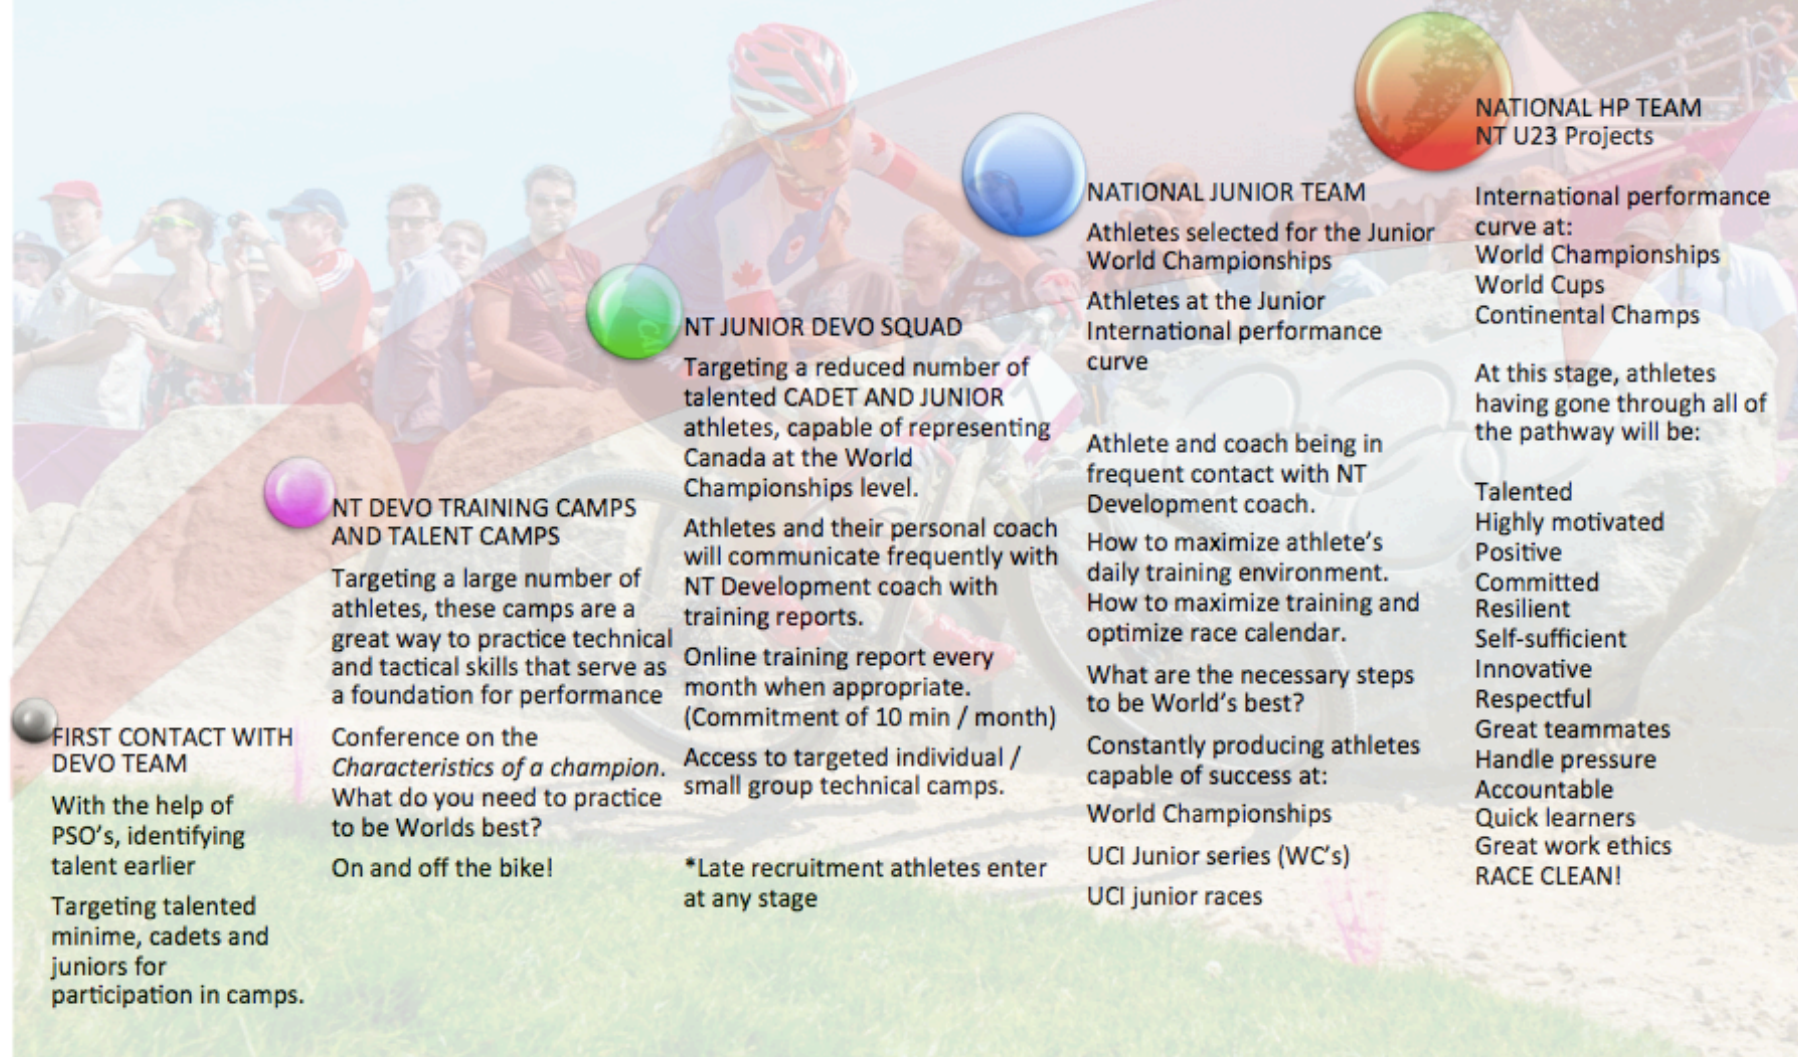 FIRST CONTACT WITH
DEVO TEAM
With the help of
PSO's, identifying
talent earlier
Targeting talented
minime, cadets and
juniors for
participation in camps.
NT DEVO TRAINING CAMPS
AND TALENT CAMPS
Targeting a large number of
athletes, these camps are a
great way to practice technical
and tactical skills that serve as
a foundation for performance
Conference on the
Characteristics of a champion.
What do you need to practice
to be Worlds best?
On and off the bike!
NT JUNIOR DEVO SQUAD
Targeting a reduced number of
talented CADET AND JUNIOR
athletes, capable of representing
Canada at the World
Championships level.
Athletes and their personal coach
will communicate frequently with
NT Development coach with
training reports.
Online training report every
month when appropriate.
(Commitment of 10 min / month)
Access to targeted individual /
small group technical camps.
*Late recruitment athletes enter
at any stage
NATIONAL JUNIOR TEAM
Athletes selected for the Junior
World Championships
Athletes at the Junior
International performance
curve
Athlete and coach being in
frequent contact with NT
Development coach.
How to maximize athlete's
daily training environment.
How to maximize training and
optimize race calendar.
What are the necessary steps
to be World's best?
Constantly producing athletes
capable of success at:
World Championships
UCI Junior series (WC's)
UCI junior races
NATIONAL HP TEAM
NT U23 Projects
International performance
curve at:
World Championships
World Cups
Continental Champs
At this stage, athletes
having gone through all of
the pathway will be:
Talented
Highly motivated
Positive
Committed
Resilient
Self-sufficient
Innovative
Respectful
Great teammates
Handle pressure
Accountable
Quick learners
Great work ethics
RACE CLEAN!